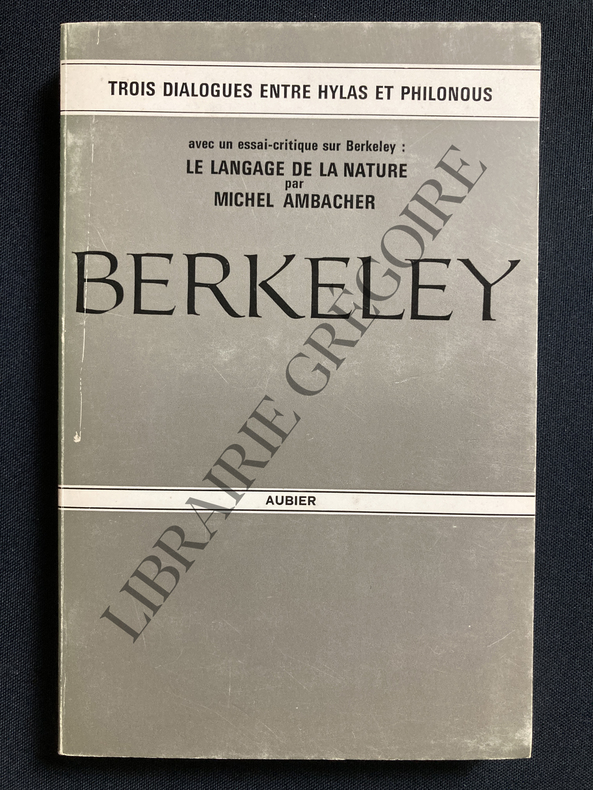 TROIS DIALOGUES ENTRE HYLAS ET PHILONOUS
avec un essai-critique sur Berkeley :
LE LANGAGE DE LA NATURE
par
MICHEL AMBACHER
BERKELEY
AUBIER
LIBRAIRIE GREGOIRE